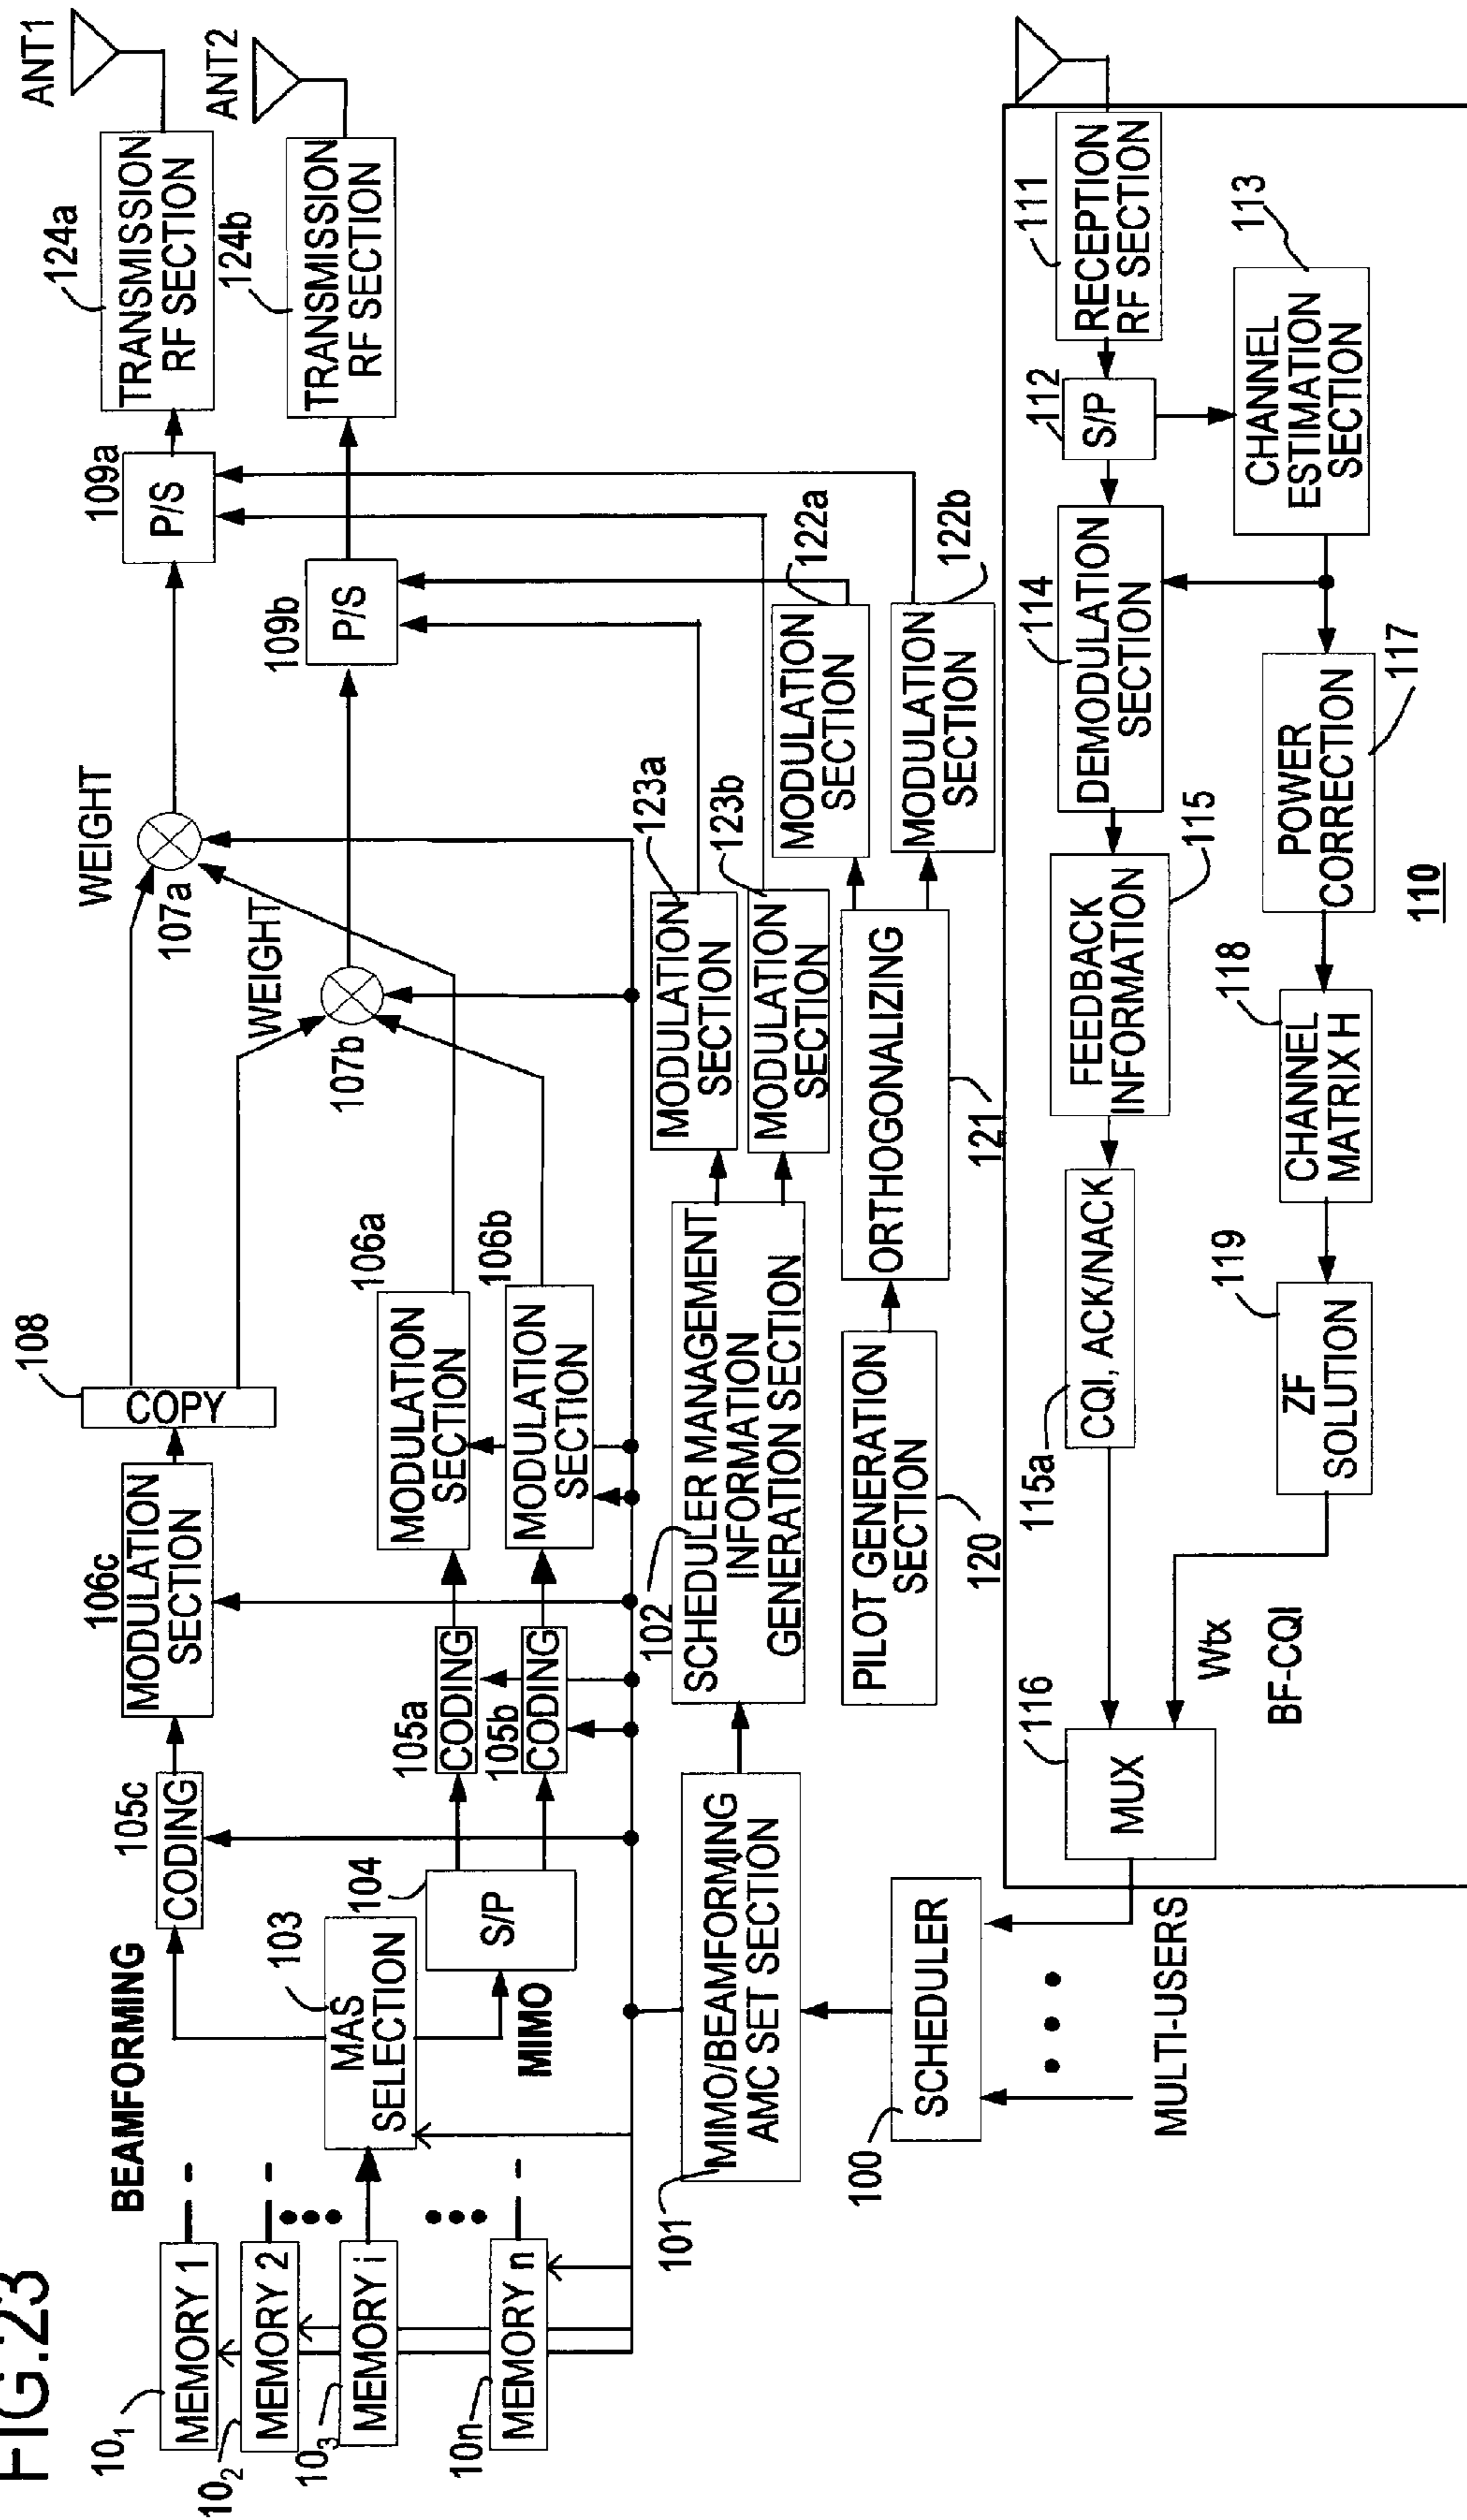 FIG.23
BEAMFORMING
10₁
MEMORY 1
10₂
MEMORY 2
10₃
MEMORY i
10n
MEMORY n
103
MAS
SELECTION
MIMO
104
S/P
105c
CODING
105a
CODING
105b
CODING
106c
MODULATION
SECTION
106a
MODULATION
SECTION
106b
MODULATION
SECTION
108
COPY
WEIGHT
107a
WEIGHT
107b
109a
P/S
109b
P/S
124a
TRANSMISSION
RF SECTION
124b
TRANSMISSION
RF SECTION
ANT1
ANT2
101
MIMO/BEAMFORMING
AMC SET SECTION
102
SCHEDULER MANAGEMENT
INFORMATION
GENERATION SECTION
123a
MODULATION
SECTION
123b
MODULATION
SECTION
120
PILOT GENERATION
SECTION
121
ORTHOGONALIZING
122a
MODULATION
SECTION
122b
MODULATION
SECTION
100
SCHEDULER
MULTI-USERS
116
MUX
Wtx
BF-CQI
115a
CQI, ACK/NACK
115
FEEDBACK
INFORMATION
114
DEMODULATION
SECTION
112
S/P
111
RECEPTION
RF SECTION
113
CHANNEL
ESTIMATION
SECTION
117
POWER
CORRECTION
118
CHANNEL
MATRIX H
119
ZF
SOLUTION
110